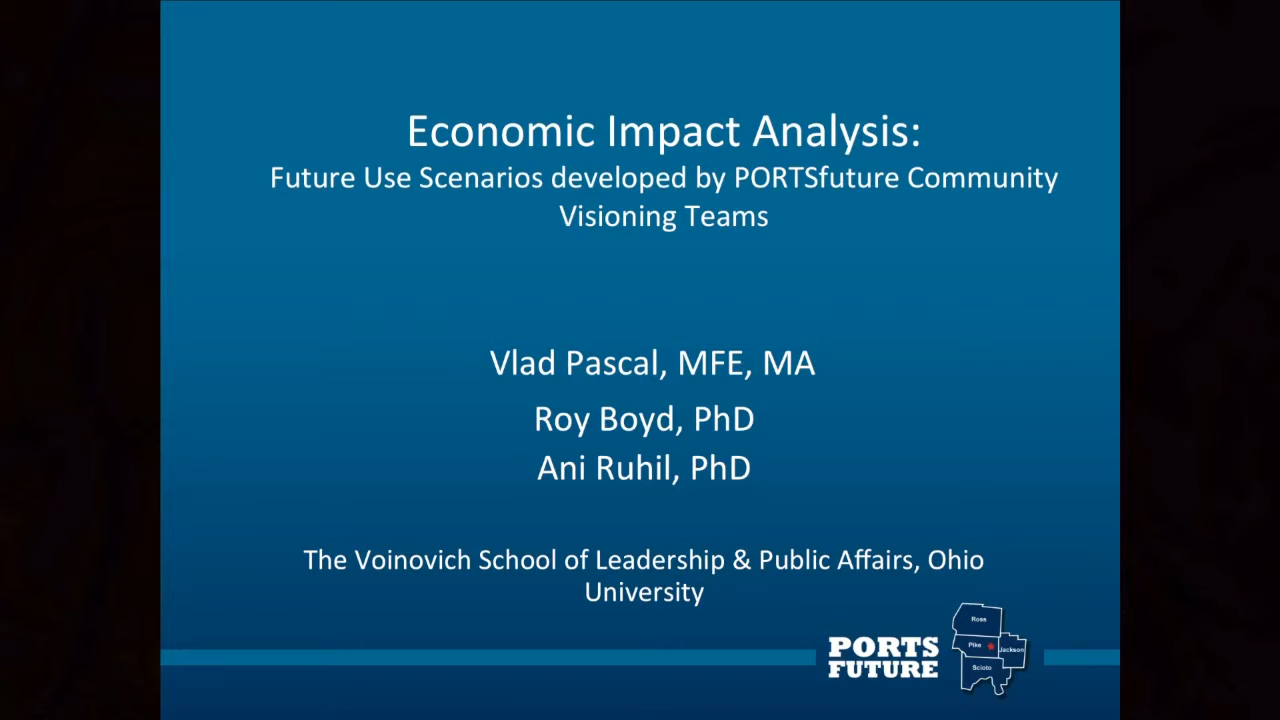 Economic Impact Analysis:
Future Use Scenarios developed by PORTSfuture Community
Visioning Teams
Vlad Pascal, MFE, MA
Roy Boyd, PhD
Ani Ruhil, PhD
The Voinovich School of Leadership & Public Affairs, Ohio
University
PORTS
FUTURE
Ross
Pike
Jackson
Scioto